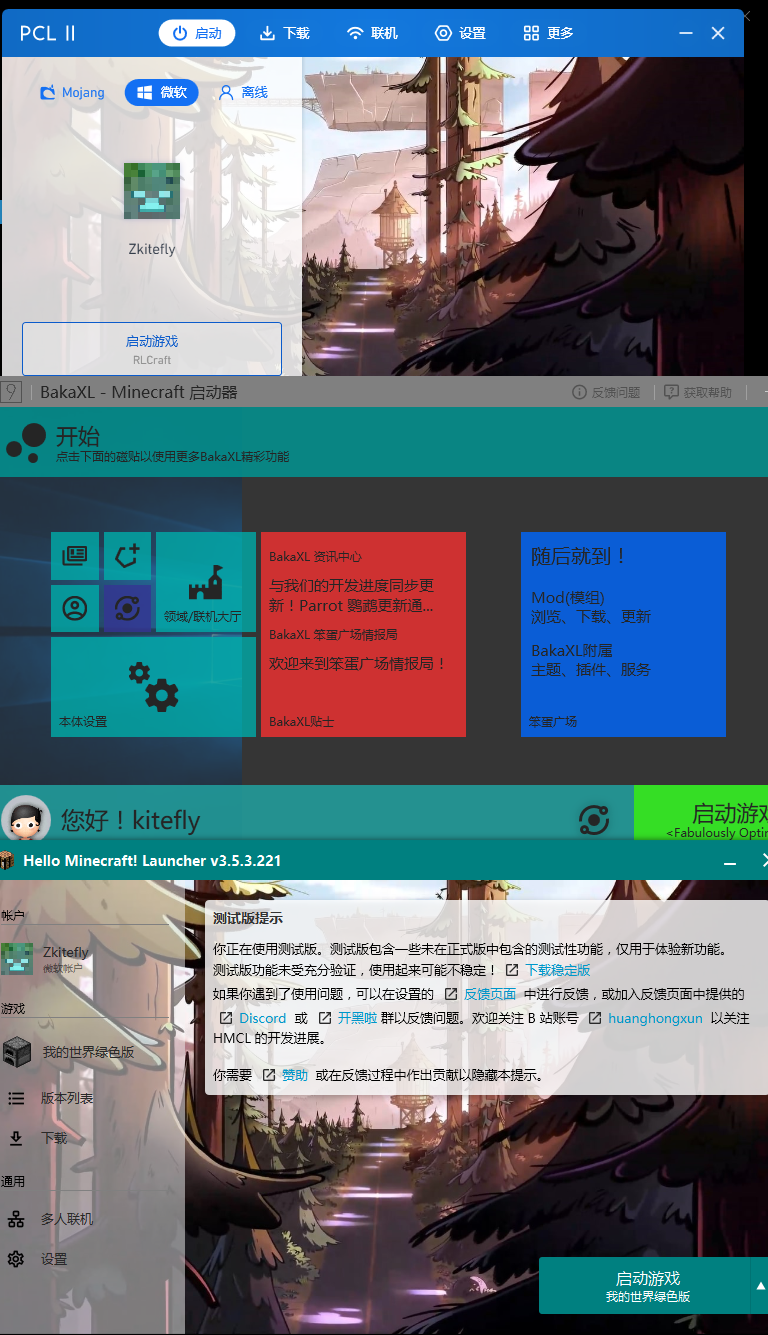 PCL II
启动 下载 联机 设置 更多
Mojang 微软 离线
Zkitefly
启动游戏
RLCraft
BakaXL - Minecraft 启动器 反馈问题 获取帮助
开始
点击下面的磁贴以使用更多BakaXL精彩功能
领域/联机大厅
本体设置
BakaXL 资讯中心
与我们的开发进度同步更
新！Parrot 鹦鹉更新通...
BakaXL 笨蛋广场情报局
欢迎来到笨蛋广场情报局！
BakaXL贴士
随后就到！
Mod(模组)
浏览、下载、更新
BakaXL附属
主题、插件、服务
笨蛋广场
您好！kitefly
启动游戏
<Fabulously Optim
Hello Minecraft! Launcher v3.5.3.221
帐户
Zkitefly
微软帐户
游戏
我的世界绿色版
版本列表
下载
通用
多人联机
设置
测试版提示
你正在使用测试版。测试版包含一些未在正式版中包含的测试性功能，仅用于体验新功能。
测试版功能未受充分验证，使用起来可能不稳定！ 下载稳定版
如果你遇到了使用问题，可以在设置的 反馈页面 中进行反馈，或加入反馈页面中提供的
Discord 或 开黑啦 群以反馈问题。欢迎关注 B 站账号 huanghongxun 以关注
HMCL 的开发进展。
你需要 赞助 或在反馈过程中作出贡献以隐藏本提示。
启动游戏
我的世界绿色版